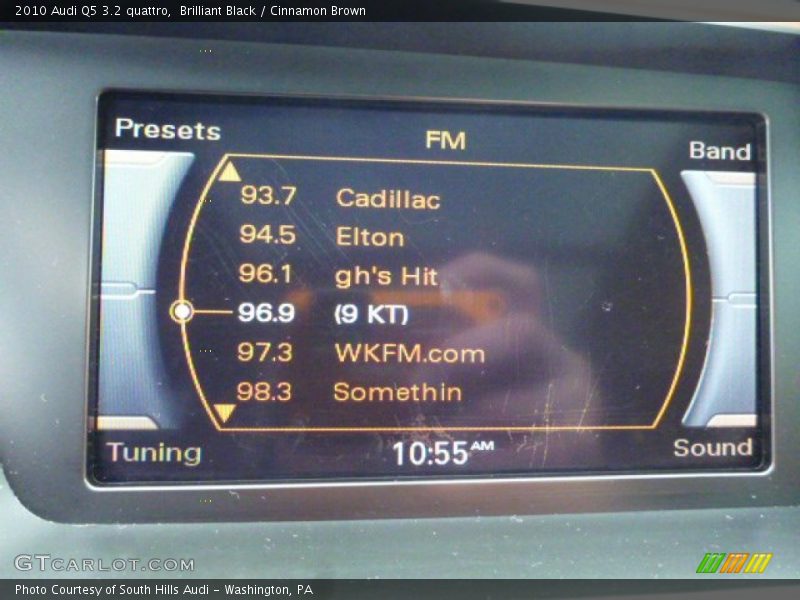 2010 Audi Q5 3.2 quattro,  Brilliant Black / Cinnamon Brown
Presets
FM
Band
93.7 Cadillac
94.5 Elton
96.1 gh's Hit
96.9 (9 KT)
97.3 WKFM.com
98.3 Somethin
Tuning
10:55 AM
Sound
GTCARLOT.COM
Photo Courtesy of South Hills Audi - Washington, PA